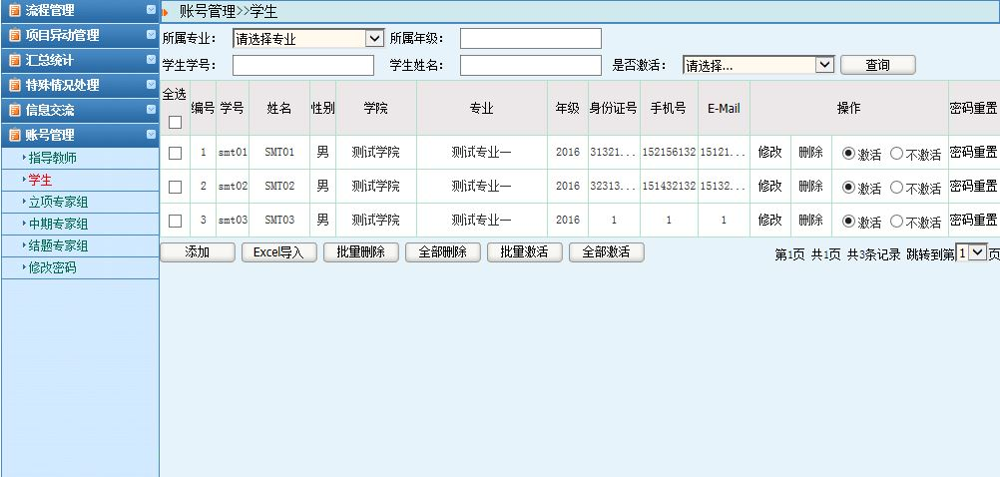 流程管理
项目异动管理
汇总统计
特殊情况处理
信息交流
账号管理
指导教师
学生
立项专家组
中期专家组
结题专家组
修改密码
账号管理>>学生
所属专业： 请选择专业 所属年级：
学生学号： 学生姓名： 是否激活： 请选择... 查询
全选 编号 学号 姓名 性别 学院 专业 年级 身份证号 手机号 E-Mail 操作 密码重置
1 smt01 SMT01 男 测试学院 测试专业一 2016 31321... 152156132 15121... 修改 删除 激活 不激活 密码重置
2 smt02 SMT02 男 测试学院 测试专业一 2016 32313... 151432132 15132... 修改 删除 激活 不激活 密码重置
3 smt03 SMT03 男 测试学院 测试专业一 2016 1 1 1 修改 删除 激活 不激活 密码重置
添加 Excel导入 批量删除 全部删除 批量激活 全部激活 第1页 共1页 共3条记录 跳转到第 1 页